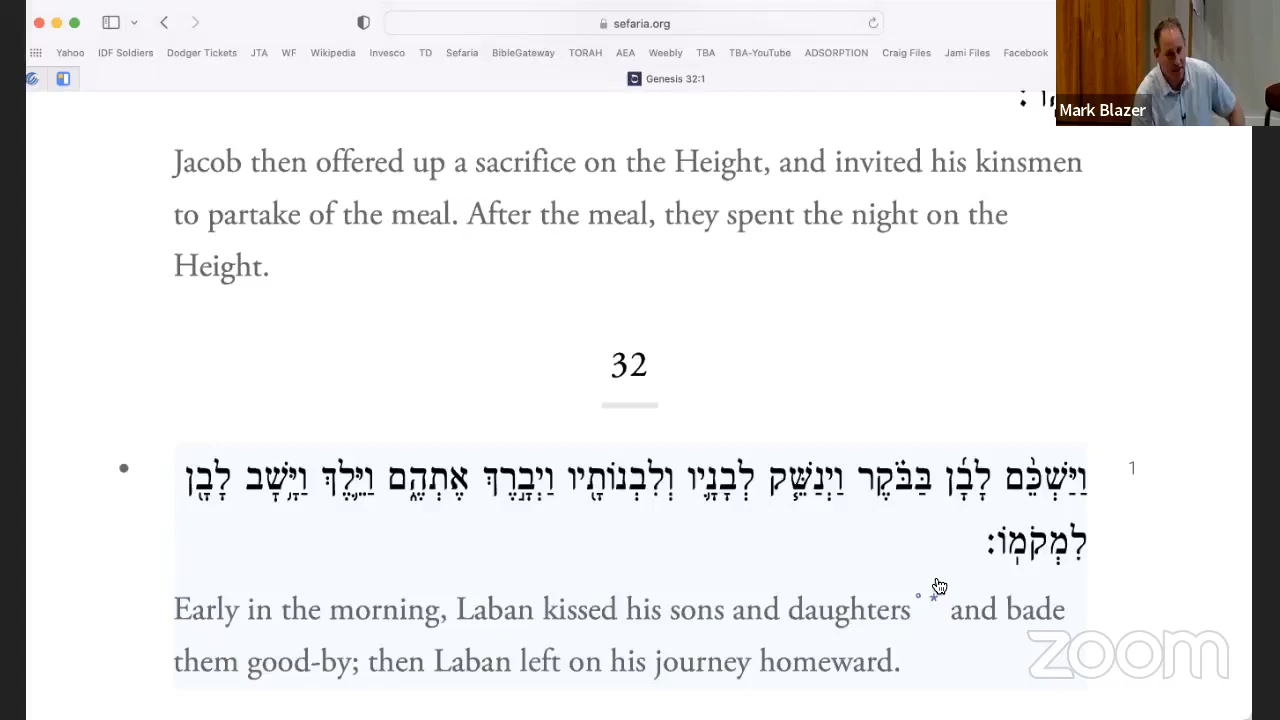 sefaria.org
Yahoo IDF Soldiers Dodger Tickets JTA WF Wikipedia Invesco TD Sefaria BibleGateway TORAH AEA Weebly TBA TBA-YouTube ADSORPTION Craig Files Jami Files Facebook
Genesis 32:1
Mark Blazer
Jacob then offered up a sacrifice on the Height, and invited his kinsmen
to partake of the meal. After the meal, they spent the night on the
Height.
32
1
וַיַּשְׁכֵּ֨ם לָבָ֜ן בַּבֹּ֗קֶר וַיְנַשֵּׁ֧ק לְבָנָ֛יו וְלִבְנוֹתָ֖יו וַיְבָ֣רֶךְ אֶתְהֶ֑ם וַיֵּ֛לֶךְ וַיָּ֥שׇׁב לָבָ֖ן
לִמְקֹמֽוֹ׃
Early in the morning, Laban kissed his sons and daughters° * and bade
them good-by; then Laban left on his journey homeward.
zoom